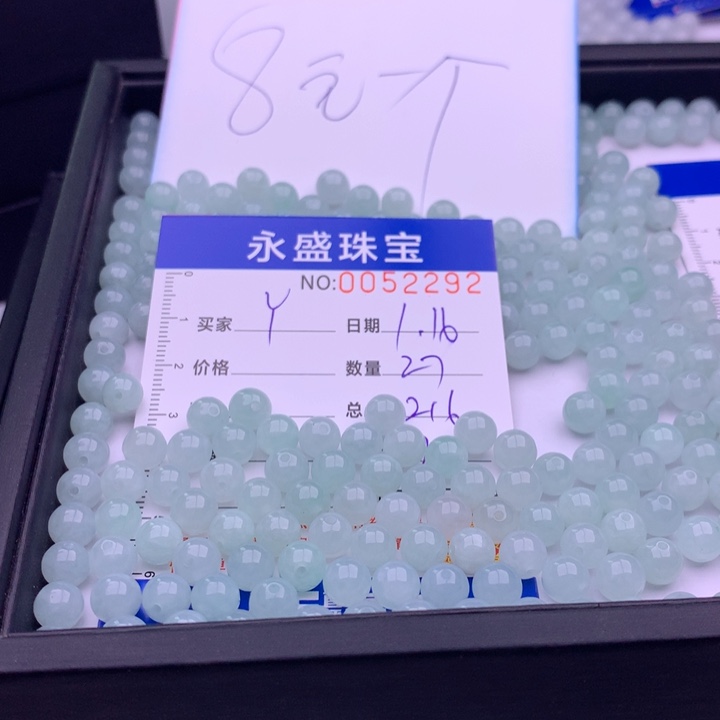 8元一个
永盛珠宝
NO:0052292
买家 Y 日期 1.16
价格 数量 27
总 216